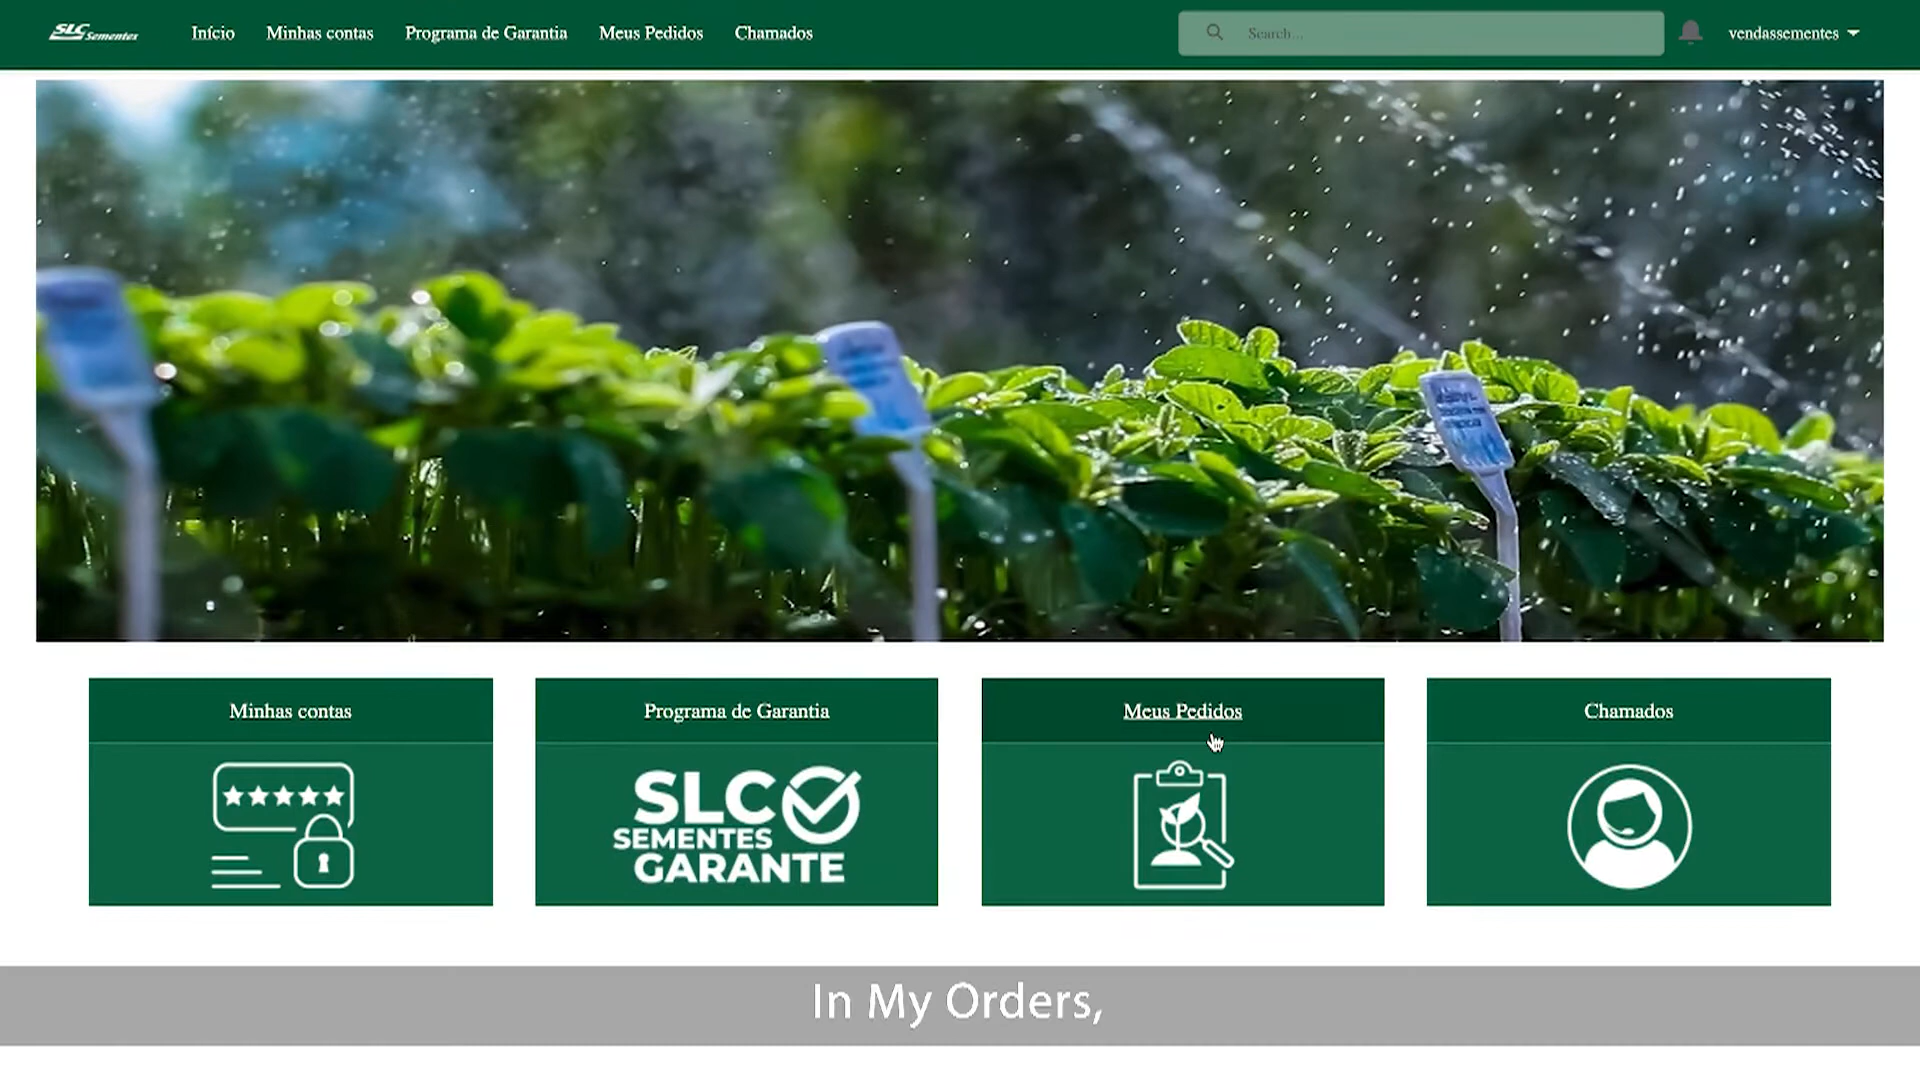 SLC Sementes
Início
Minhas contas
Programa de Garantia
Meus Pedidos
Chamados
Search...
vendassementes
Minhas contas
Programa de Garantia
Meus Pedidos
Chamados
SLC
SEMENTES
GARANTE
In My Orders,